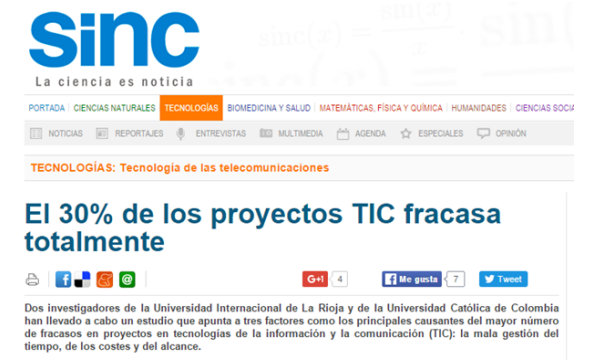 sinc
La ciencia es noticia
sinc(x) = sin(x)
PORTADA CIENCIAS NATURALES TECNOLOGÍAS BIOMEDICINA Y SALUD MATEMÁTICAS, FÍSICA Y QUÍMICA HUMANIDADES CIENCIAS SOCIA
NOTICIAS REPORTAJES ENTREVISTAS MULTIMEDIA AGENDA ESPECIALES OPINIÓN
TECNOLOGÍAS: Tecnología de las telecomunicaciones
El 30% de los proyectos TIC fracasa
totalmente
G+1 4 Me gusta 7 Tweet
Dos investigadores de la Universidad Internacional de La Rioja y de la Universidad Católica de Colombia
han llevado a cabo un estudio que apunta a tres factores como los principales causantes del mayor número
de fracasos en proyectos en tecnologías de la información y la comunicación (TIC): la mala gestión del
tiempo, de los costes y del alcance.